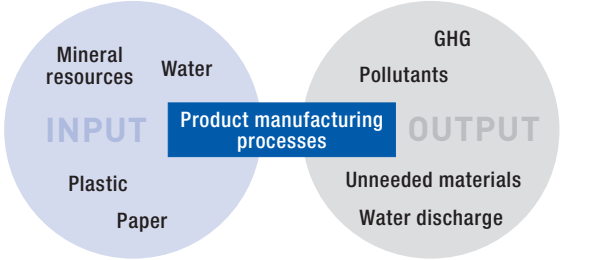 Mineral
resources
Water
INPUT
Plastic
Paper
Product manufacturing
processes
GHG
Pollutants
OUTPUT
Unneeded materials
Water discharge